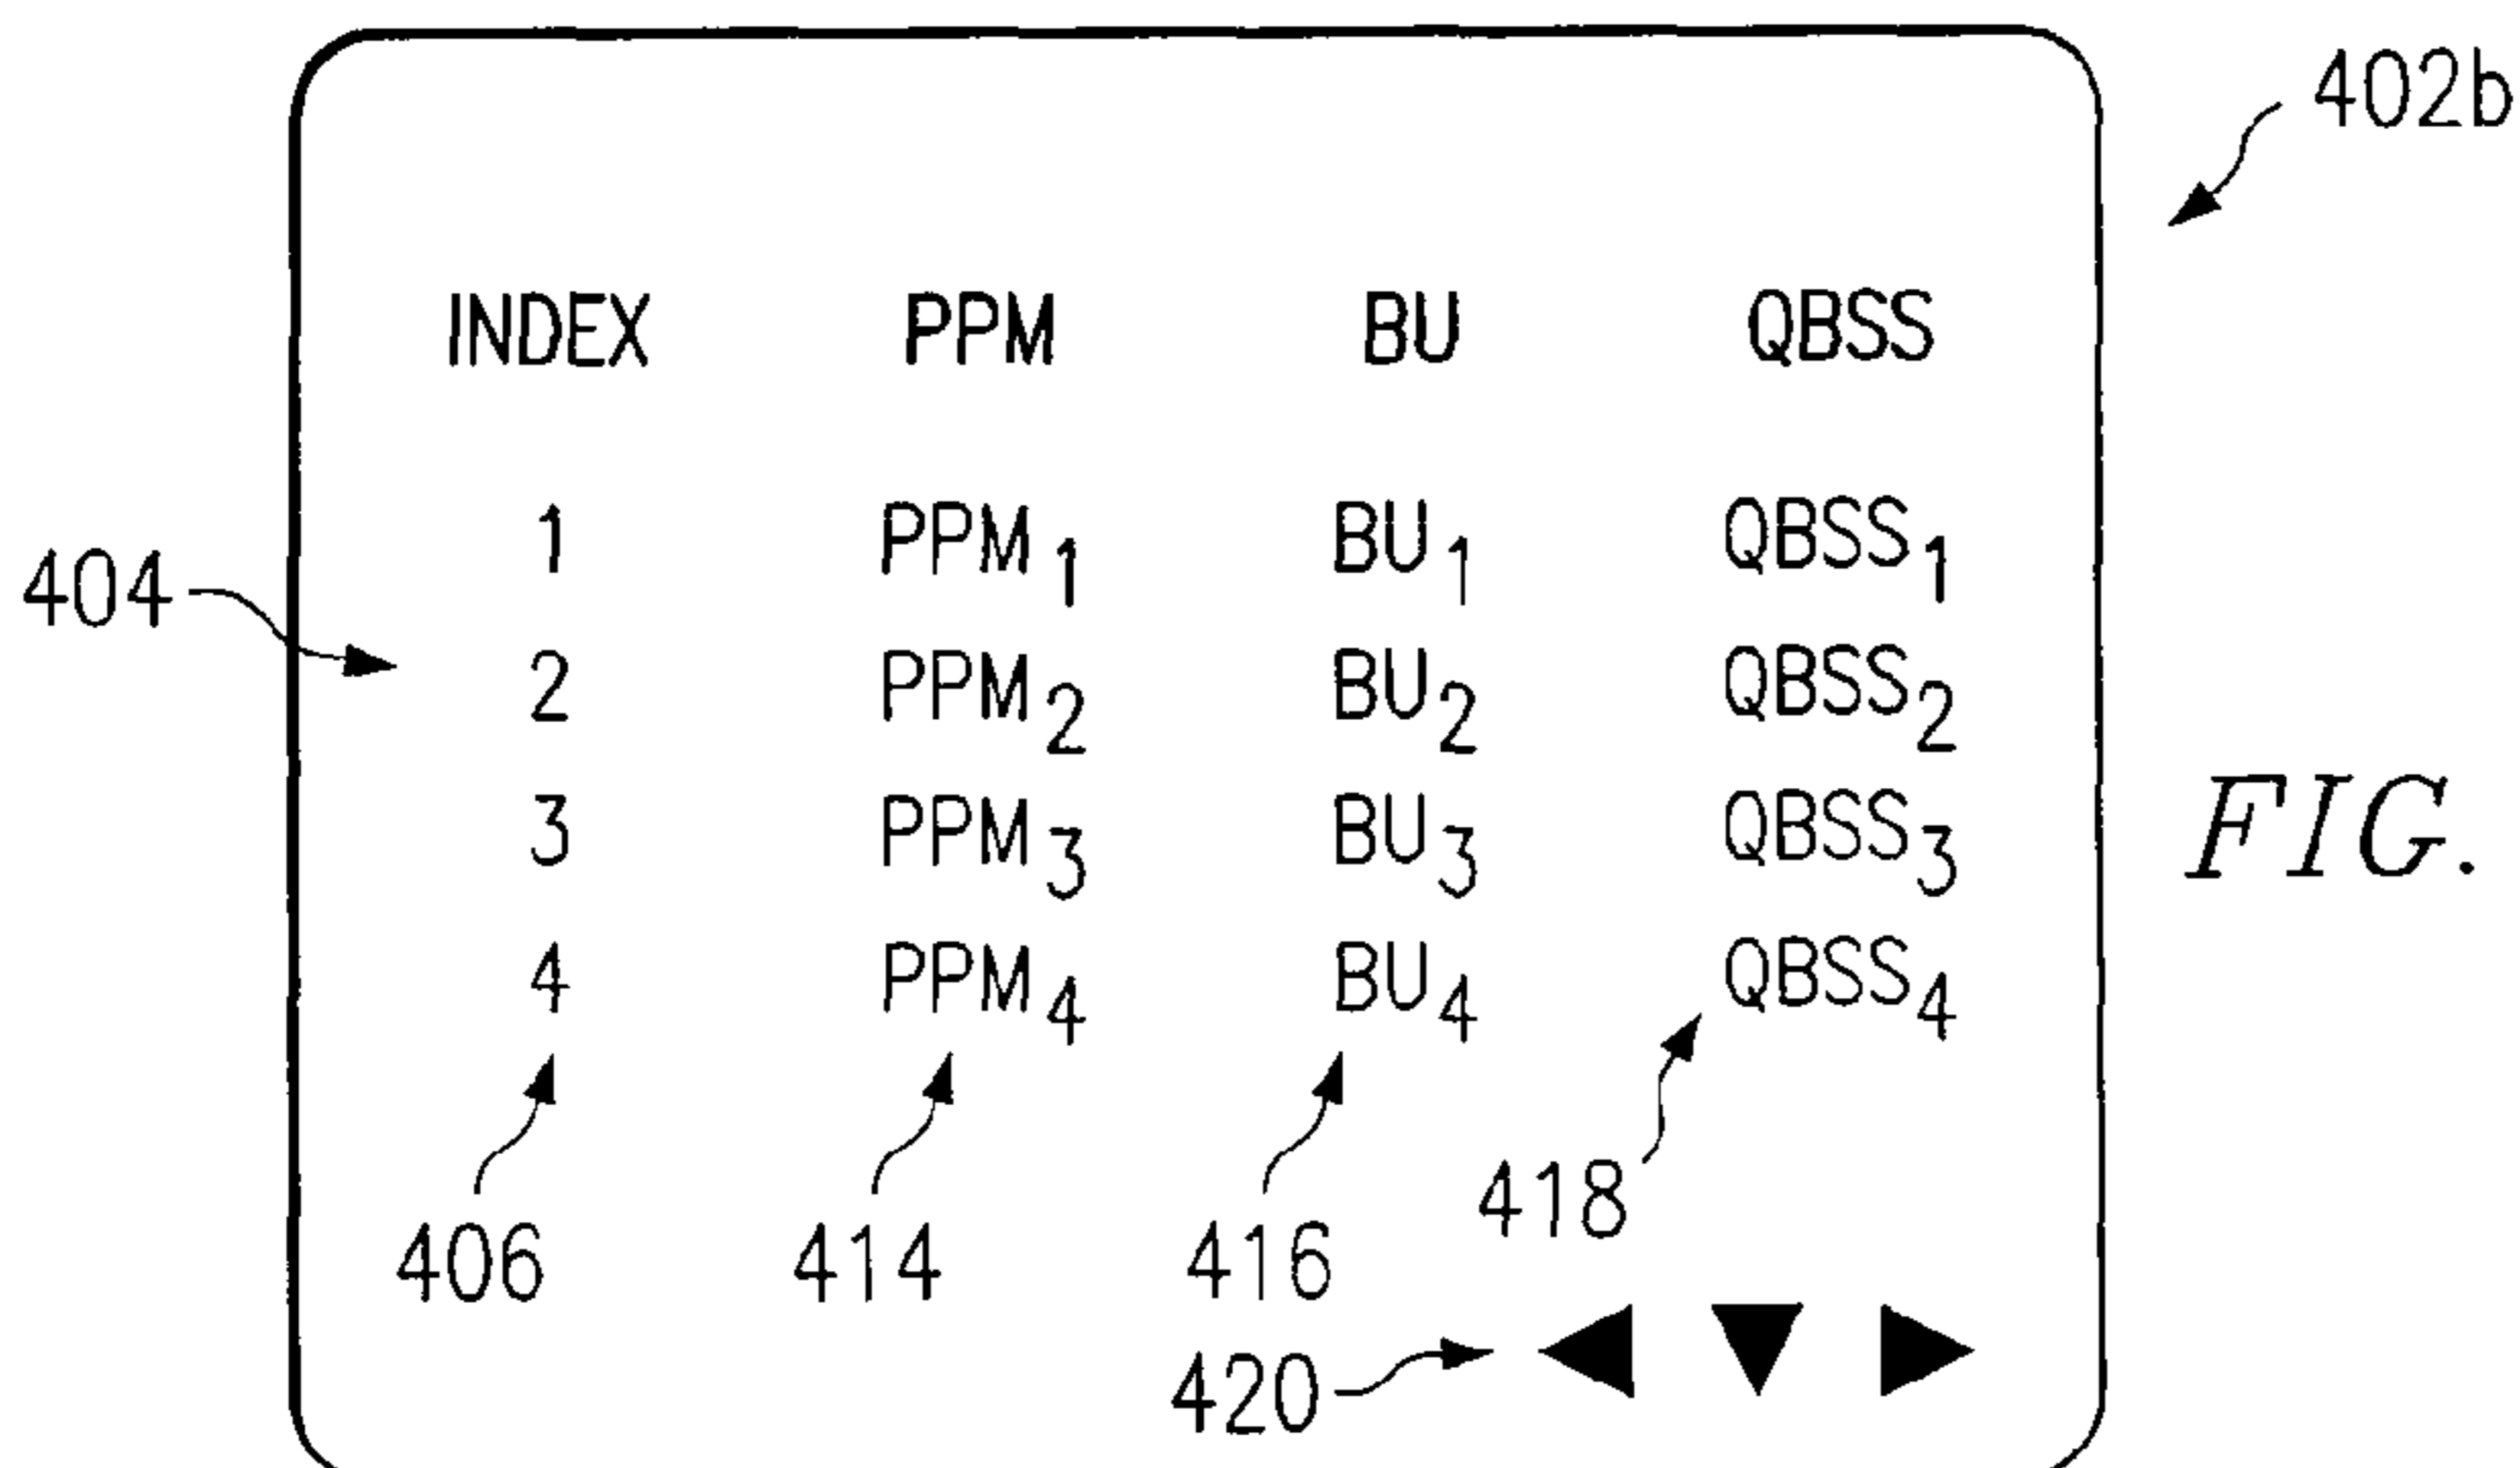 402b
INDEX PPM BU QBSS
1 PPM₁ BU₁ QBSS₁
404
2 PPM₂ BU₂ QBSS₂
3 PPM₃ BU₃ QBSS₃
FIG.
4 PPM₄ BU₄ QBSS₄
406 414 416 418
420